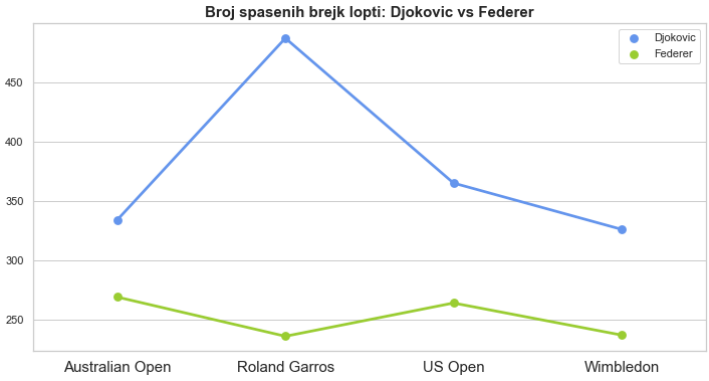 Broj spasenih brejk lopti: Djokovic vs Federer
Djokovic
Federer
450
400
350
300
250
Australian Open
Roland Garros
US Open
Wimbledon